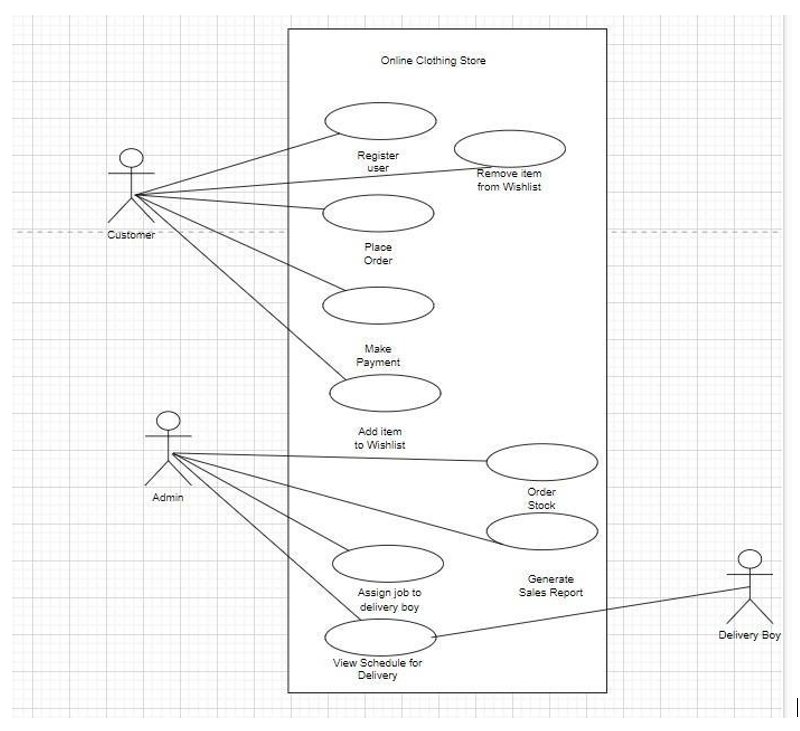 Online Clothing Store
Register
user
Remove item
from Wishlist
Customer
Place
Order
Make
Payment
Add item
to Wishlist
Admin
Order
Stock
Generate
Sales Report
Assign job to
delivery boy
Delivery Boy
View Schedule for
Delivery